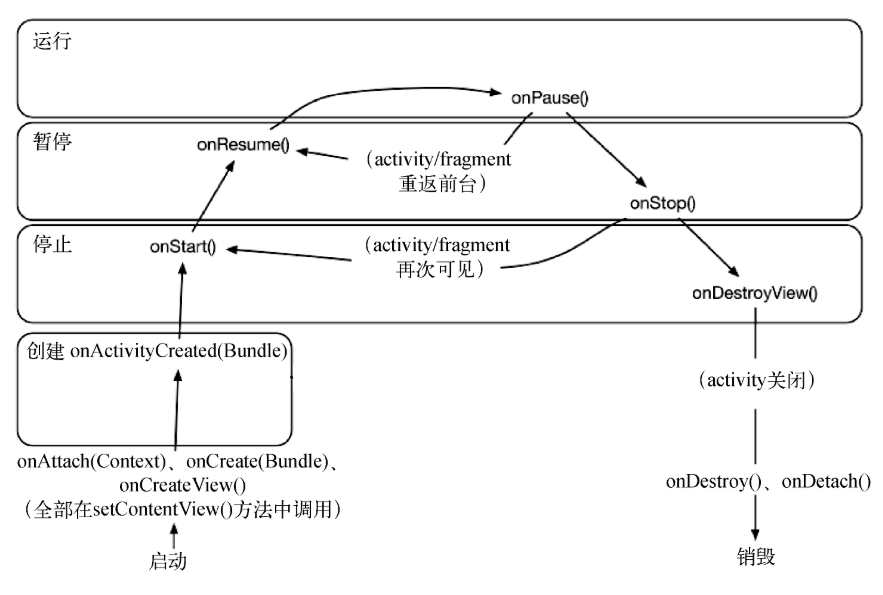 运行
onPause()
暂停
onResume()
(activity/fragment
重返前台)
onStop()
停止
onStart()
(activity/fragment
再次可见)
onDestroyView()
创建 onActivityCreated(Bundle)
(activity关闭)
onAttach(Context)、onCreate(Bundle)、
onCreateView()
(全部在setContentView()方法中调用)
onDestroy()、onDetach()
启动
销毁